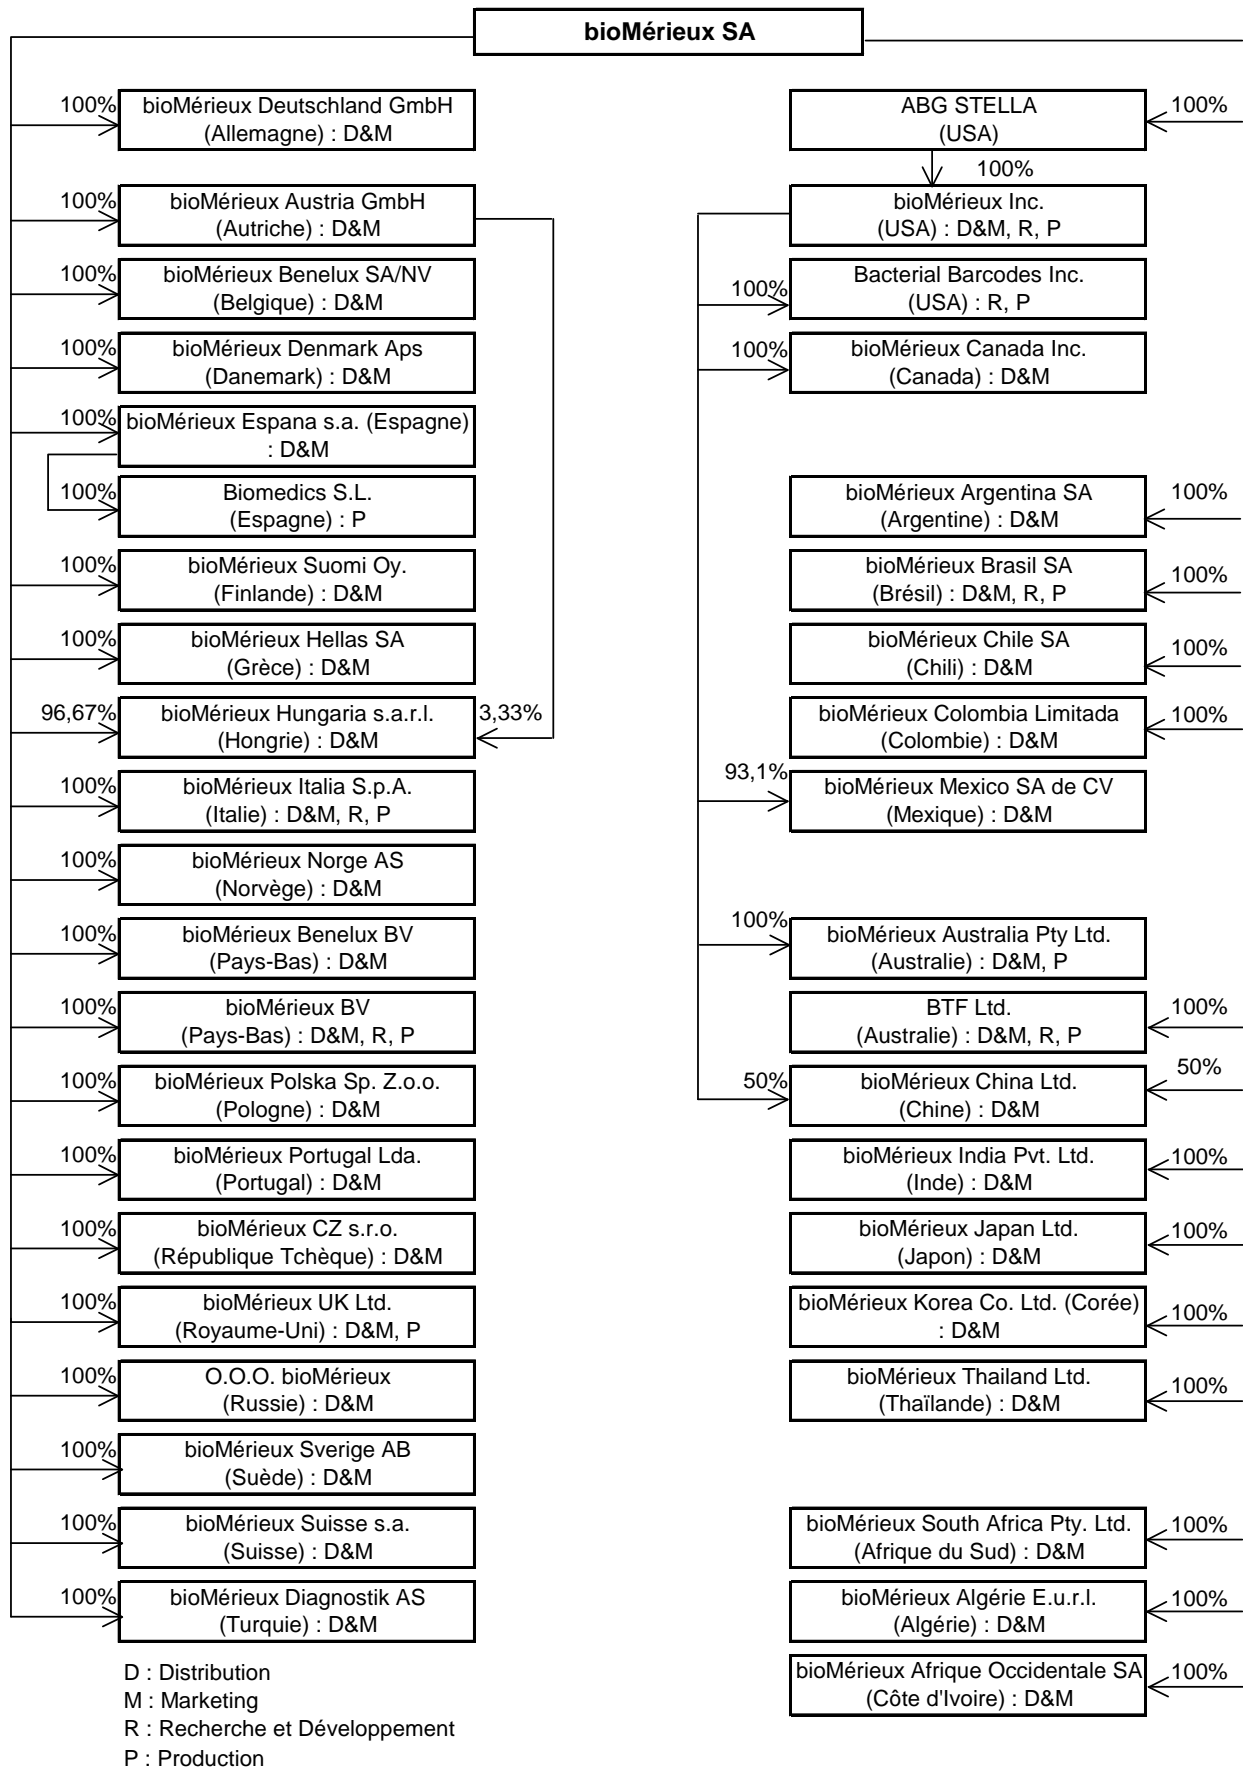 bioMérieux SA
100%
bioMérieux Deutschland GmbH
(Allemagne) : D&M
100%
bioMérieux Austria GmbH
(Autriche) : D&M
100%
bioMérieux Benelux SA/NV
(Belgique) : D&M
100%
bioMérieux Denmark Aps
(Danemark) : D&M
100%
bioMérieux Espana s.a. (Espagne)
: D&M
100%
Biomedics S.L.
(Espagne) : P
100%
bioMérieux Suomi Oy.
(Finlande) : D&M
100%
bioMérieux Hellas SA
(Grèce) : D&M
96,67%
bioMérieux Hungaria s.a.r.l.
(Hongrie) : D&M
3,33%
100%
bioMérieux Italia S.p.A.
(Italie) : D&M, R, P
100%
bioMérieux Norge AS
(Norvège) : D&M
100%
bioMérieux Benelux BV
(Pays-Bas) : D&M
100%
bioMérieux BV
(Pays-Bas) : D&M, R, P
100%
bioMérieux Polska Sp. Z.o.o.
(Pologne) : D&M
100%
bioMérieux Portugal Lda.
(Portugal) : D&M
100%
bioMérieux CZ s.r.o.
(République Tchèque) : D&M
100%
bioMérieux UK Ltd.
(Royaume-Uni) : D&M, P
100%
O.O.O. bioMérieux
(Russie) : D&M
100%
bioMérieux Sverige AB
(Suède) : D&M
100%
bioMérieux Suisse s.a.
(Suisse) : D&M
100%
bioMérieux Diagnostik AS
(Turquie) : D&M
D : Distribution
M : Marketing
R : Recherche et Développement
P : Production
ABG STELLA
(USA)
100%
100%
bioMérieux Inc.
(USA) : D&M, R, P
100%
Bacterial Barcodes Inc.
(USA) : R, P
100%
bioMérieux Canada Inc.
(Canada) : D&M
bioMérieux Argentina SA
(Argentine) : D&M
100%
bioMérieux Brasil SA
(Brésil) : D&M, R, P
100%
bioMérieux Chile SA
(Chili) : D&M
100%
bioMérieux Colombia Limitada
(Colombie) : D&M
100%
93,1%
bioMérieux Mexico SA de CV
(Mexique) : D&M
100%
bioMérieux Australia Pty Ltd.
(Australie) : D&M, P
BTF Ltd.
(Australie) : D&M, R, P
100%
50%
bioMérieux China Ltd.
(Chine) : D&M
50%
bioMérieux India Pvt. Ltd.
(Inde) : D&M
100%
bioMérieux Japan Ltd.
(Japon) : D&M
100%
bioMérieux Korea Co. Ltd. (Corée)
: D&M
100%
bioMérieux Thailand Ltd.
(Thaïlande) : D&M
100%
bioMérieux South Africa Pty. Ltd.
(Afrique du Sud) : D&M
100%
bioMérieux Algérie E.u.r.l.
(Algérie) : D&M
100%
bioMérieux Afrique Occidentale SA
(Côte d'Ivoire) : D&M
100%